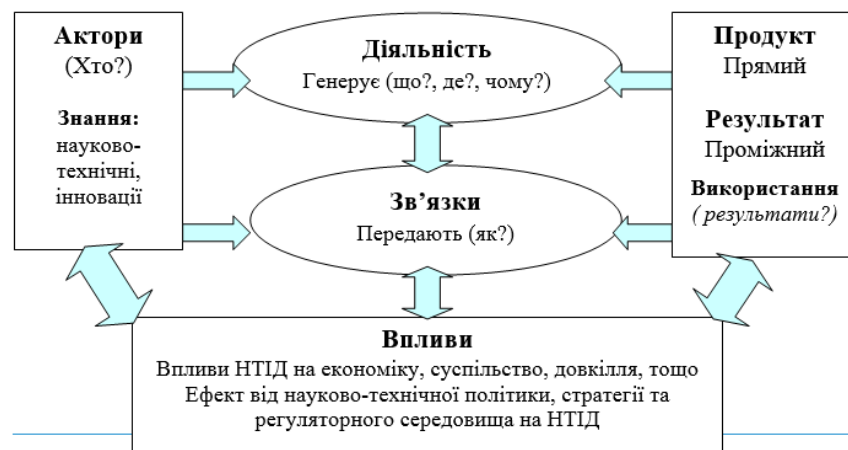 Актори
(Хто?)
Знання:
науково-
технічні,
інновації
Діяльність
Генерує (що?, де?, чому?)
Зв’язки
Передають (як?)
Продукт
Прямий
Результат
Проміжний
Використання
( результати?)
Впливи
Впливи НТІД на економіку, суспільство, довкілля, тощо
Ефект від науково-технічної політики, стратегії та
регуляторного середовища на НТІД